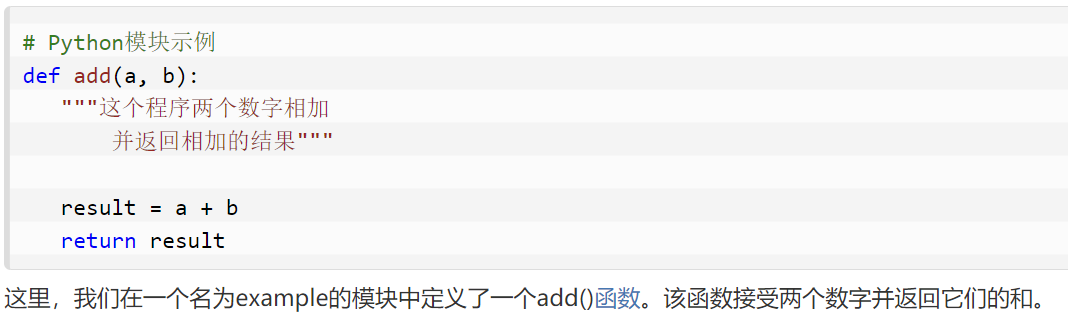 # Python模块示例
def add(a, b):
   """这个程序两个数字相加
       并返回相加的结果"""

   result = a + b
   return result
这里，我们在一个名为example的模块中定义了一个add()函数。该函数接受两个数字并返回它们的和。